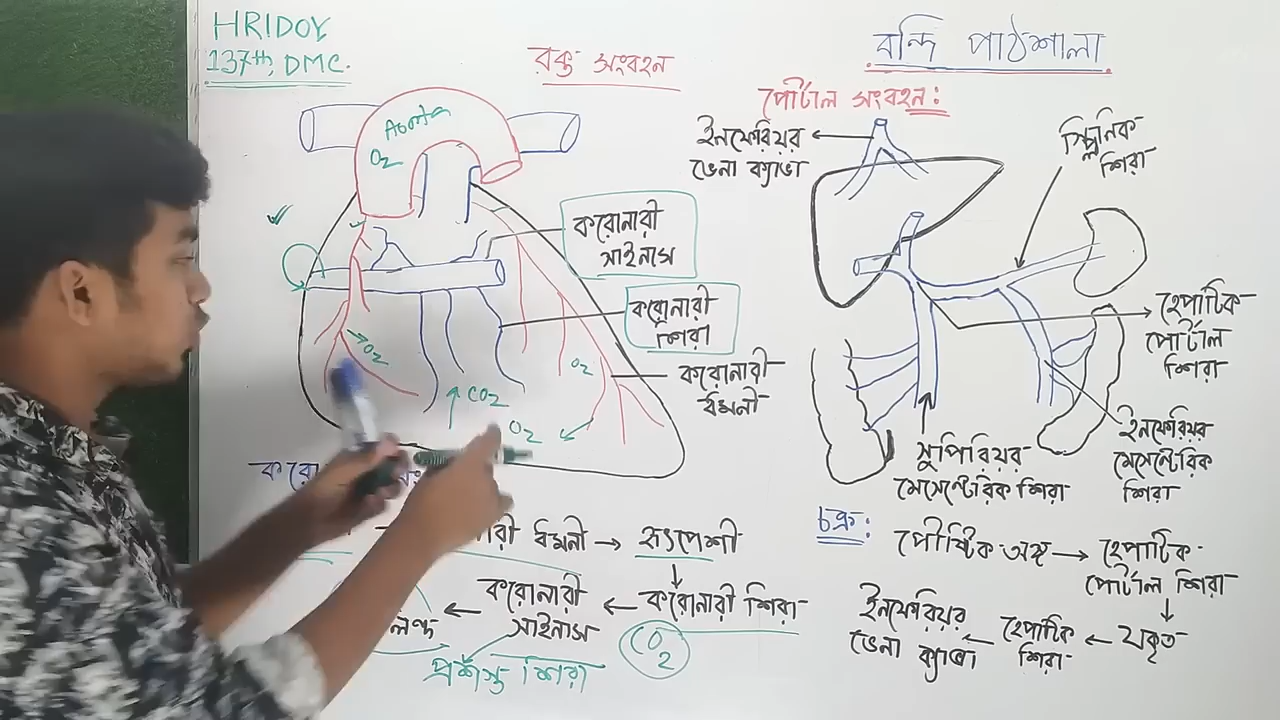 HRIDOY
137th, DMC.
রক্ত সংবহন
বন্দি পাঠশালা
পোর্টাল সংবহন:
Aorta
O2
ইনফেরিয়র
ভেনা ক্যাভা
স্প্লিনিক
শিরা
করোনারী
সাইনাস
করোনারী
শিরা
O2
O2
করোনারী
ধমনী
CO2
O2
হেপাটিক
পোর্টাল
শিরা
সুপিরিয়র
মেসেন্টেরিক শিরা
ইনফেরিয়র
মেসেন্টেরিক
শিরা
ধমনী → হৃৎপেশী
করোনারী শিরা
←
করোনারী
সাইনাস
←
CO2
প্রশস্ত শিরা
চক্র:
পৌষ্টিক অঙ্গ → হেপাটিক
পোর্টাল শিরা
যকৃত
← হেপাটিক
শিরা
← ইনফেরিয়র
ভেনা ক্যাভা